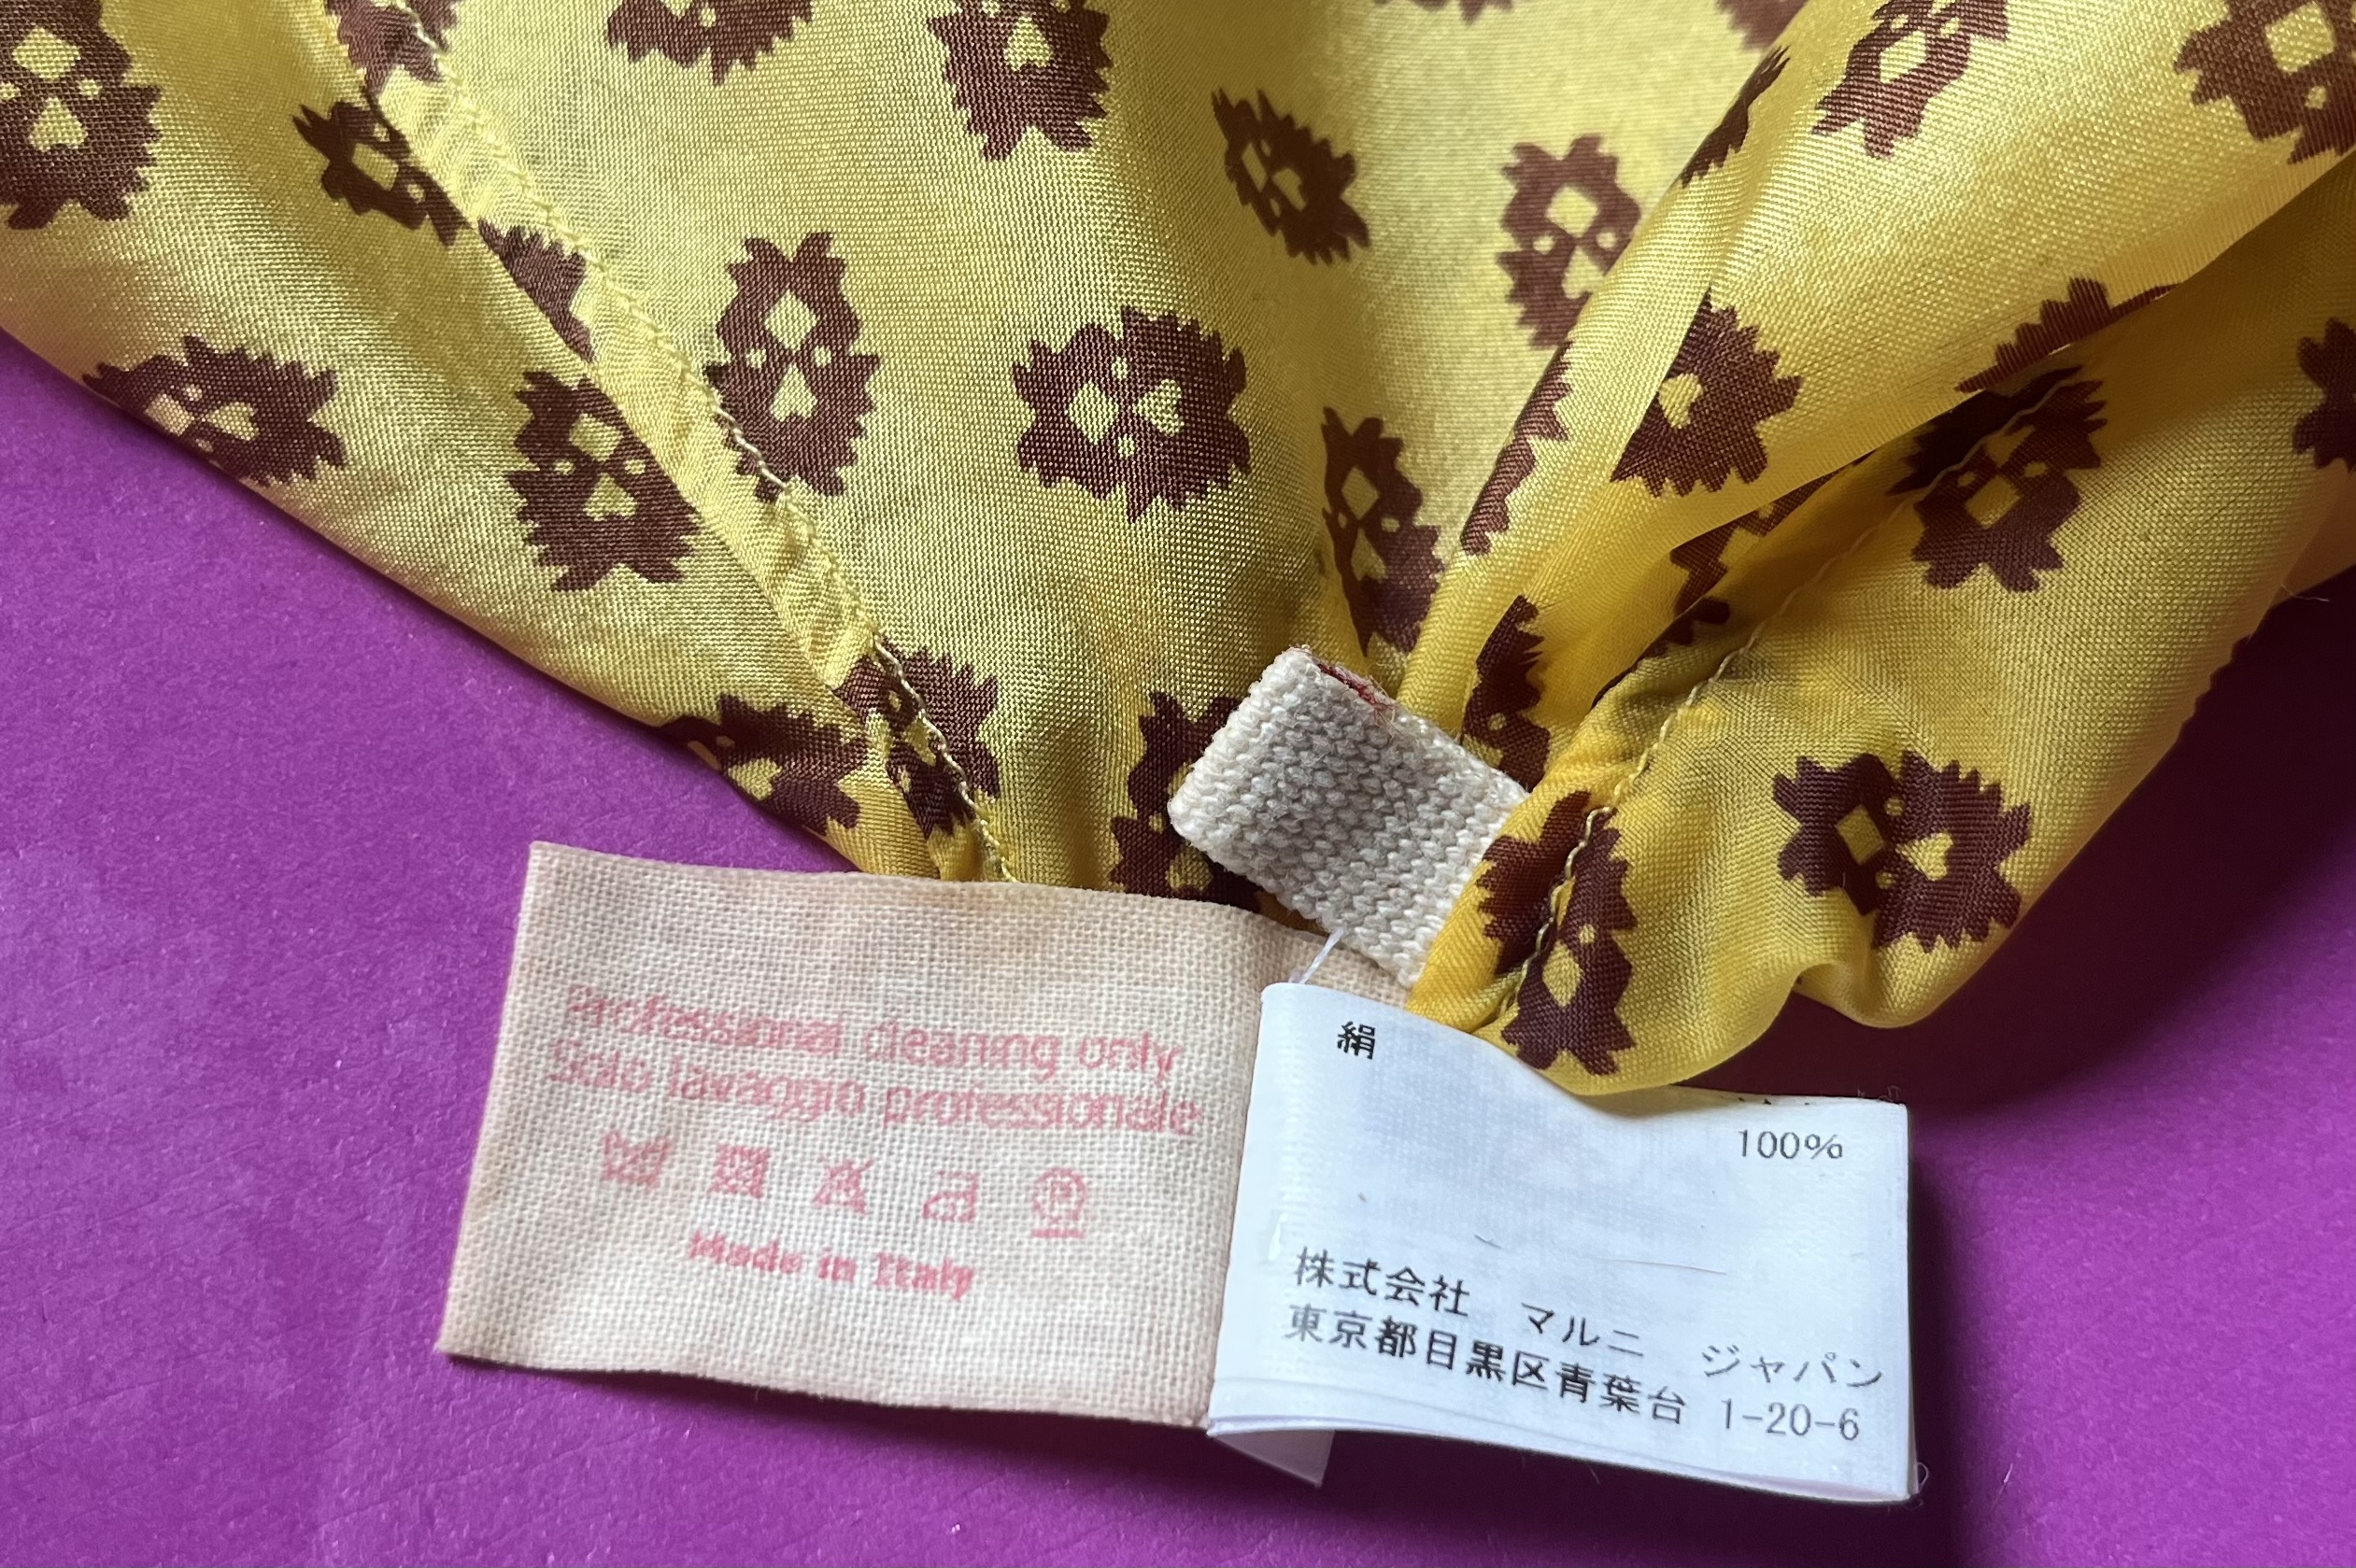 Professional cleaning only
Solo lavaggio professionale
Made in Italy
絹
100%
株式会社 マルニ ジャパン
東京都目黒区青葉台 1-20-6